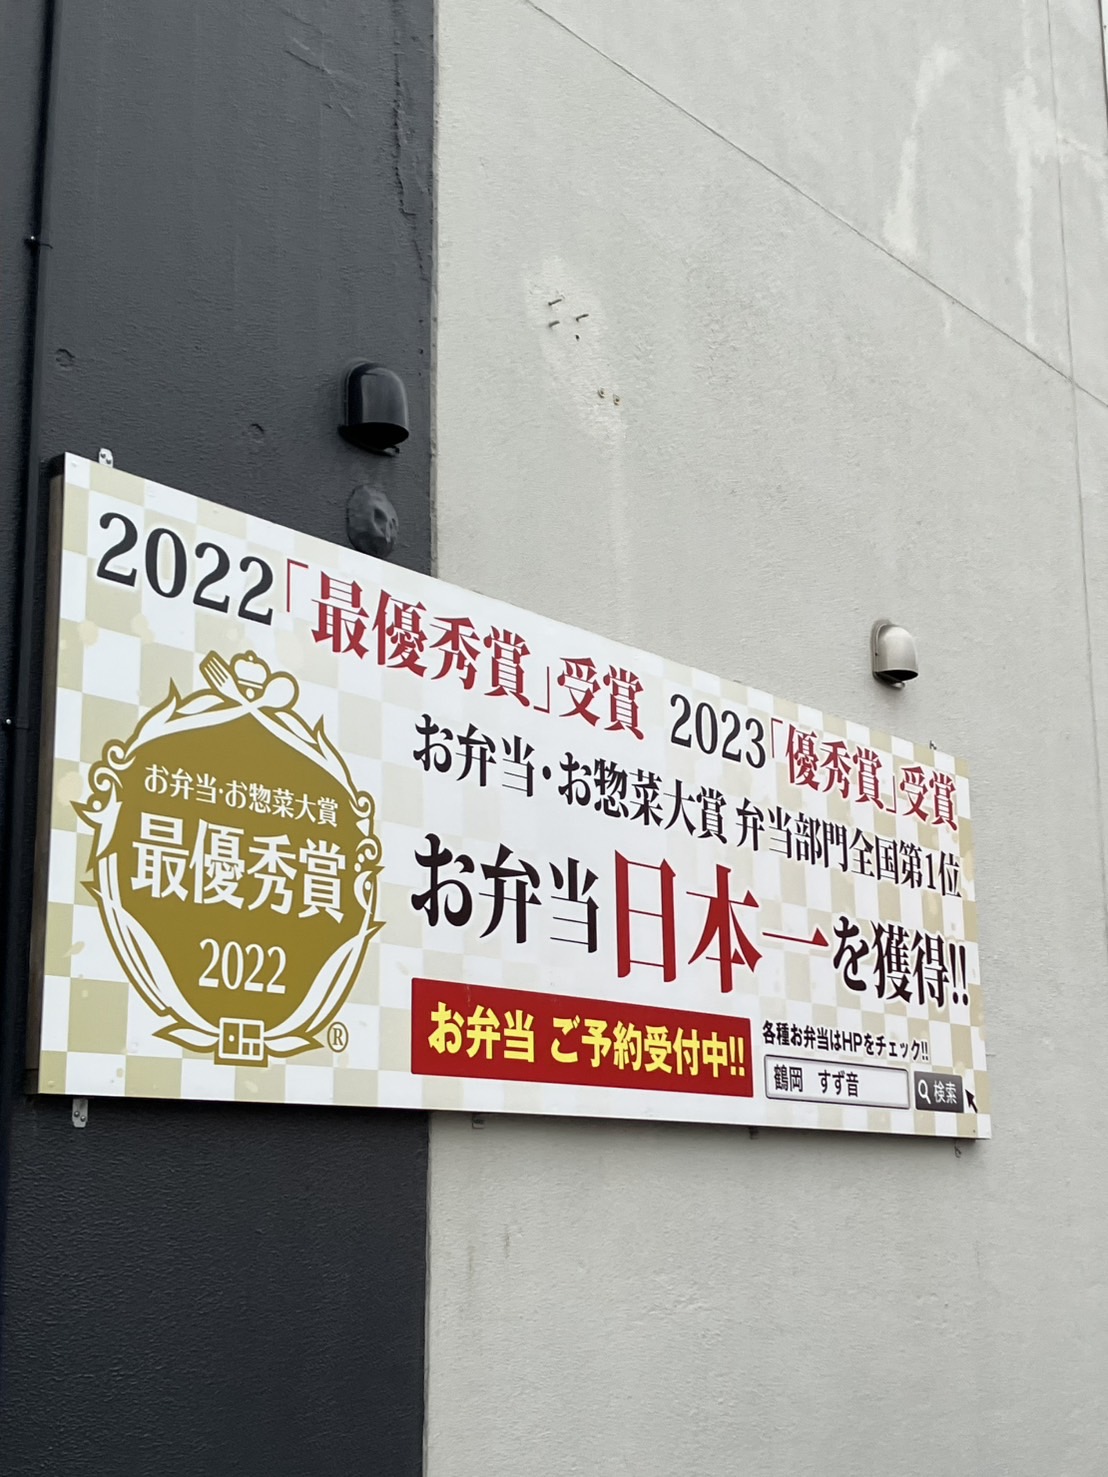 2022「最優秀賞」受賞 2023「優秀賞」受賞
お弁当・お惣菜大賞 弁当部門全国第1位
お弁当日本一を獲得!!
お弁当・お惣菜大賞
最優秀賞
2022
®
お弁当 ご予約受付中!!
各種お弁当はHPをチェック!!
鶴岡 すず音
検索